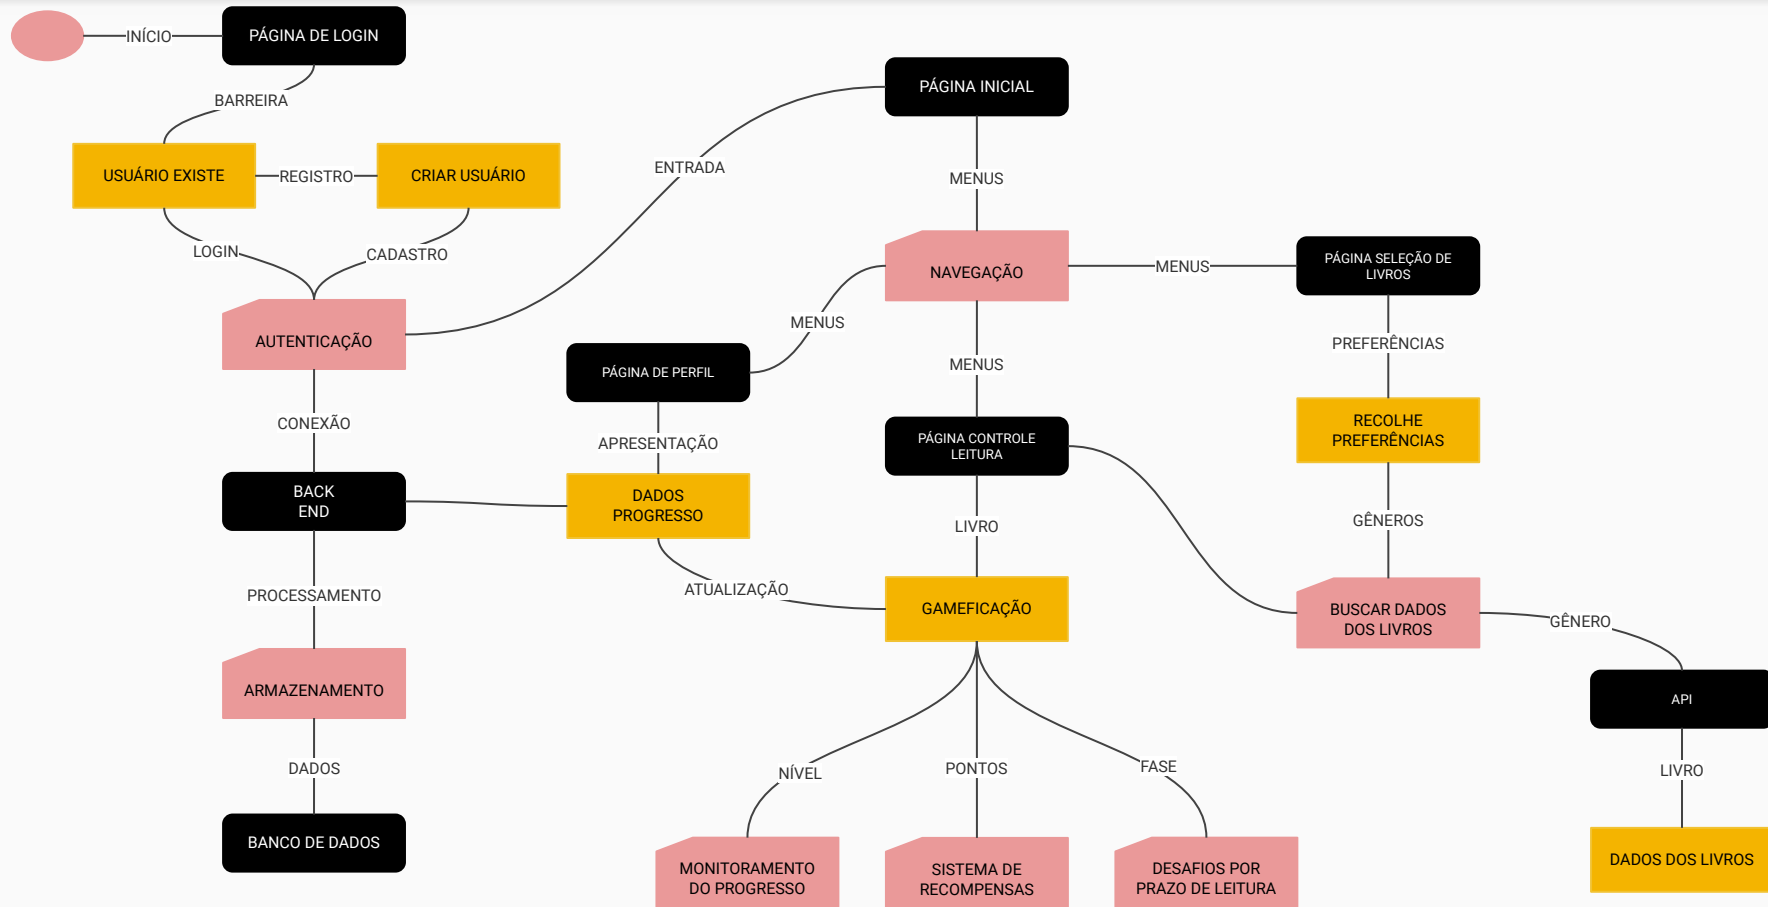 INÍCIO
PÁGINA DE LOGIN
BARREIRA
USUÁRIO EXISTE
REGISTRO
CRIAR USUÁRIO
LOGIN
CADASTRO
AUTENTICAÇÃO
ENTRADA
PÁGINA INICIAL
MENUS
NAVEGAÇÃO
MENUS
PÁGINA SELEÇÃO DE
LIVROS
MENUS
PÁGINA DE PERFIL
MENUS
PREFERÊNCIAS
CONEXÃO
APRESENTAÇÃO
PÁGINA CONTROLE
LEITURA
RECOLHE
PREFERÊNCIAS
BACK
END
DADOS
PROGRESSO
LIVRO
GÊNEROS
PROCESSAMENTO
ATUALIZAÇÃO
GAMEFICAÇÃO
BUSCAR DADOS
DOS LIVROS
GÊNERO
ARMAZENAMENTO
API
DADOS
NÍVEL
PONTOS
FASE
LIVRO
BANCO DE DADOS
MONITORAMENTO
DO PROGRESSO
SISTEMA DE
RECOMPENSAS
DESAFIOS POR
PRAZO DE LEITURA
DADOS DOS LIVROS